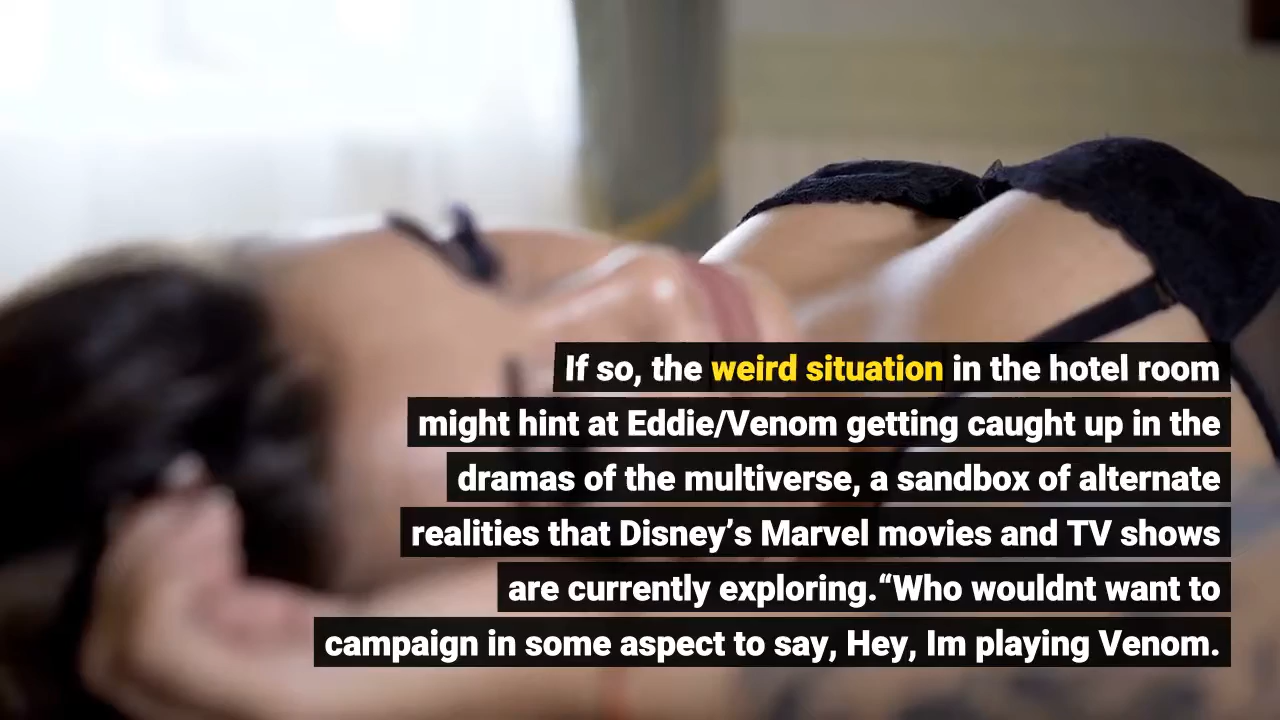 If so, the weird situation in the hotel room
might hint at Eddie/Venom getting caught up in the
dramas of the multiverse, a sandbox of alternate
realities that Disney’s Marvel movies and TV shows
are currently exploring.“Who wouldnt want to
campaign in some aspect to say, Hey, Im playing Venom.